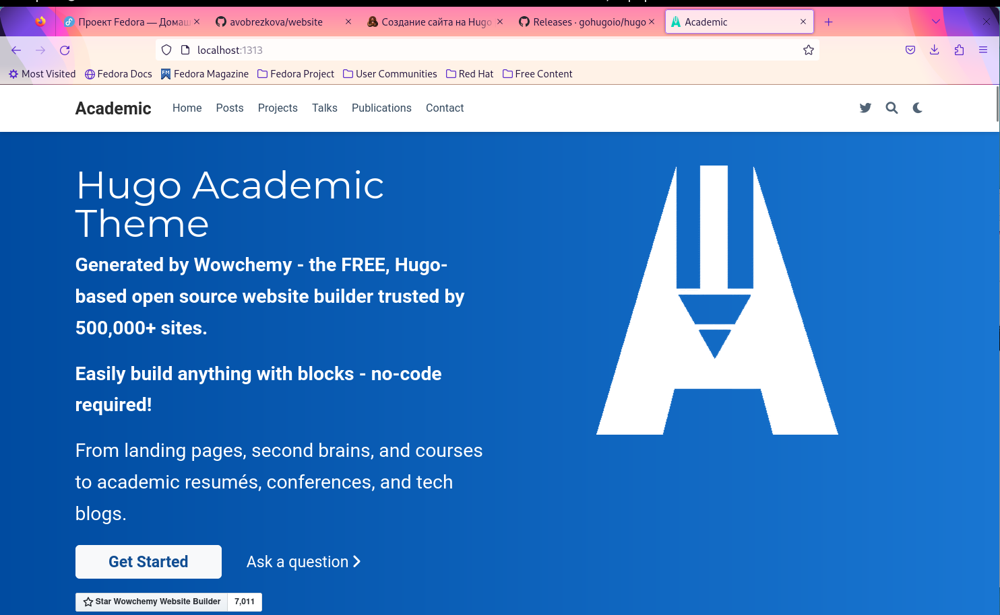 Проект Fedora — Домаш
avobrezkova/website
Создание сайта на Hugo
Releases · gohugoio/hugo
Academic
localhost:1313
Most Visited
Fedora Docs
Fedora Magazine
Fedora Project
User Communities
Red Hat
Free Content
Academic
Home
Posts
Projects
Talks
Publications
Contact
Hugo Academic
Theme
Generated by Wowchemy - the FREE, Hugo-
based open source website builder trusted by
500,000+ sites.
Easily build anything with blocks - no-code
required!
From landing pages, second brains, and courses
to academic resumés, conferences, and tech
blogs.
Get Started
Ask a question
Star Wowchemy Website Builder
7,011